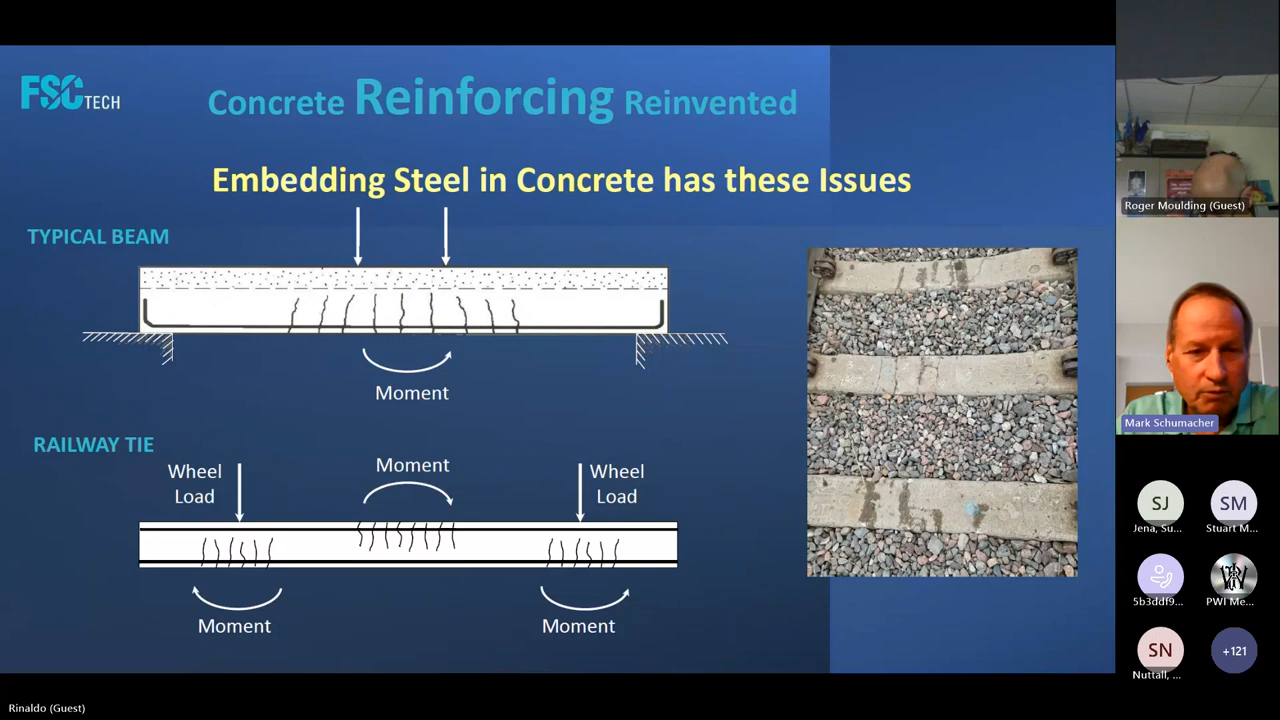 FSC TECH
Concrete Reinforcing Reinvented
Embedding Steel in Concrete has these Issues
TYPICAL BEAM
Moment
RAILWAY TIE
Wheel
Load
Moment
Wheel
Load
Moment
Moment
Roger Moulding (Guest)
Mark Schumacher
SJ
Jena, Su...
SM
Stuart M...
5b3ddf9...
PWI Me...
SN
Nuttall, ...
+121
Rinaldo (Guest)